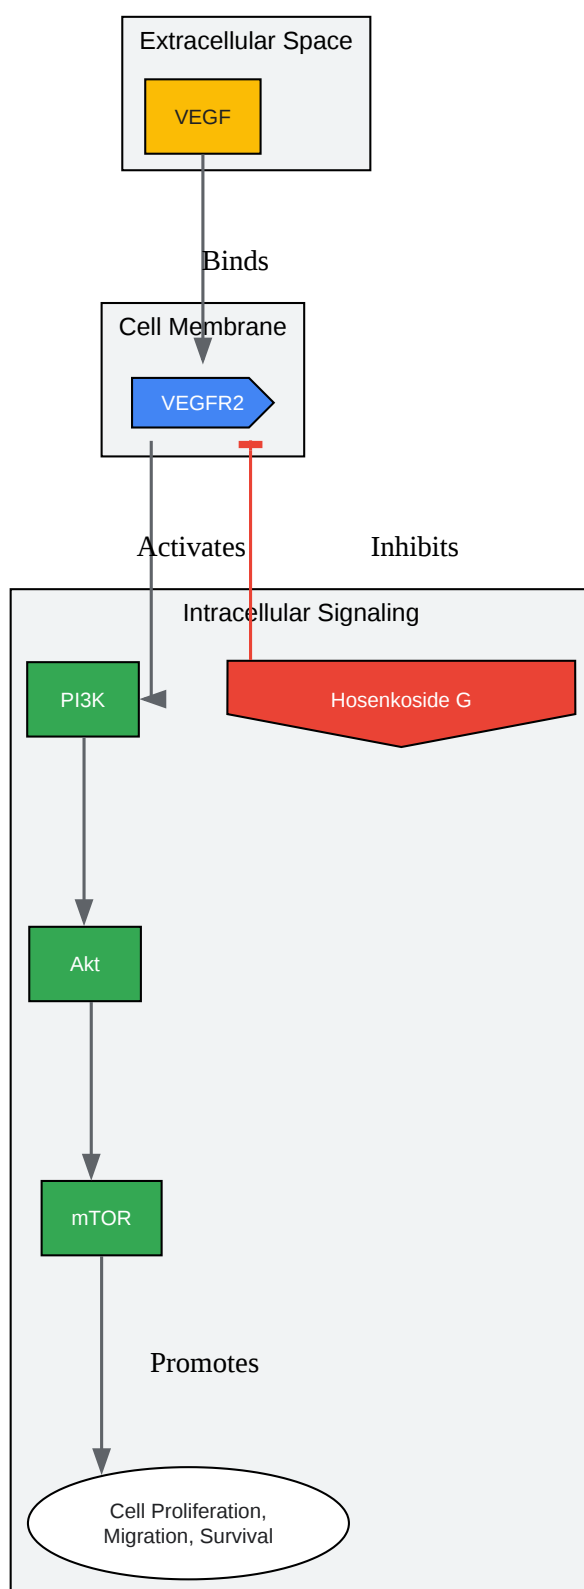 Extracellular Space
VEGF
Binds
Cell Membrane
VEGFR2
Activates
Inhibits
Intracellular Signaling
PI3K
Hosenkoside G
Akt
mTOR
Promotes
Cell Proliferation,
Migration, Survival